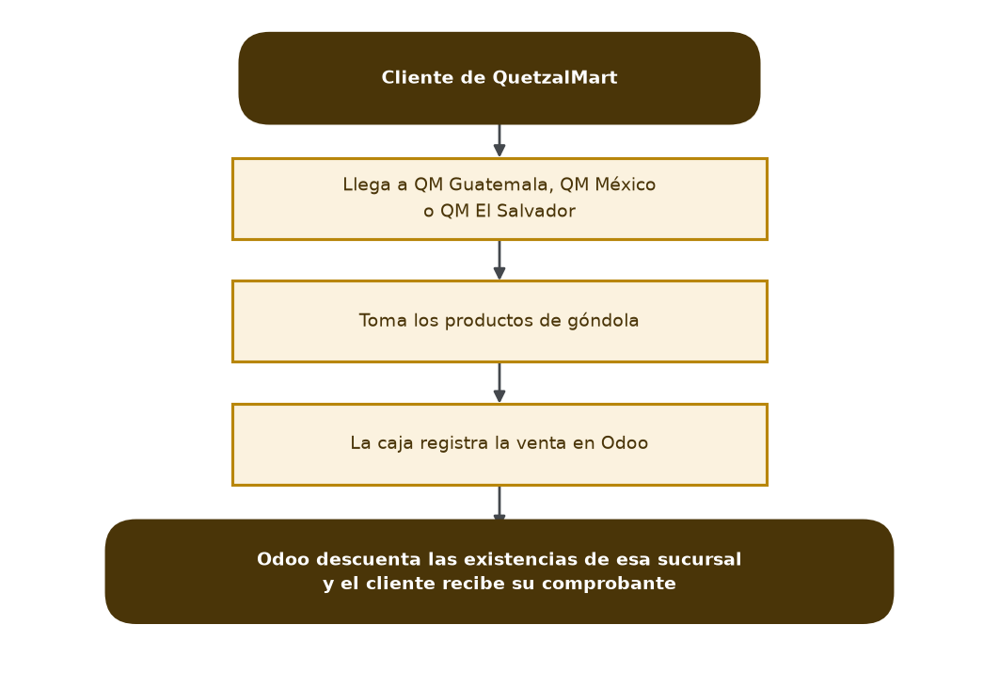 Cliente de QuetzalMart
Llega a QM Guatemala, QM México
o QM El Salvador
Toma los productos de góndola
La caja registra la venta en Odoo
Odoo descuenta las existencias de esa sucursal
y el cliente recibe su comprobante